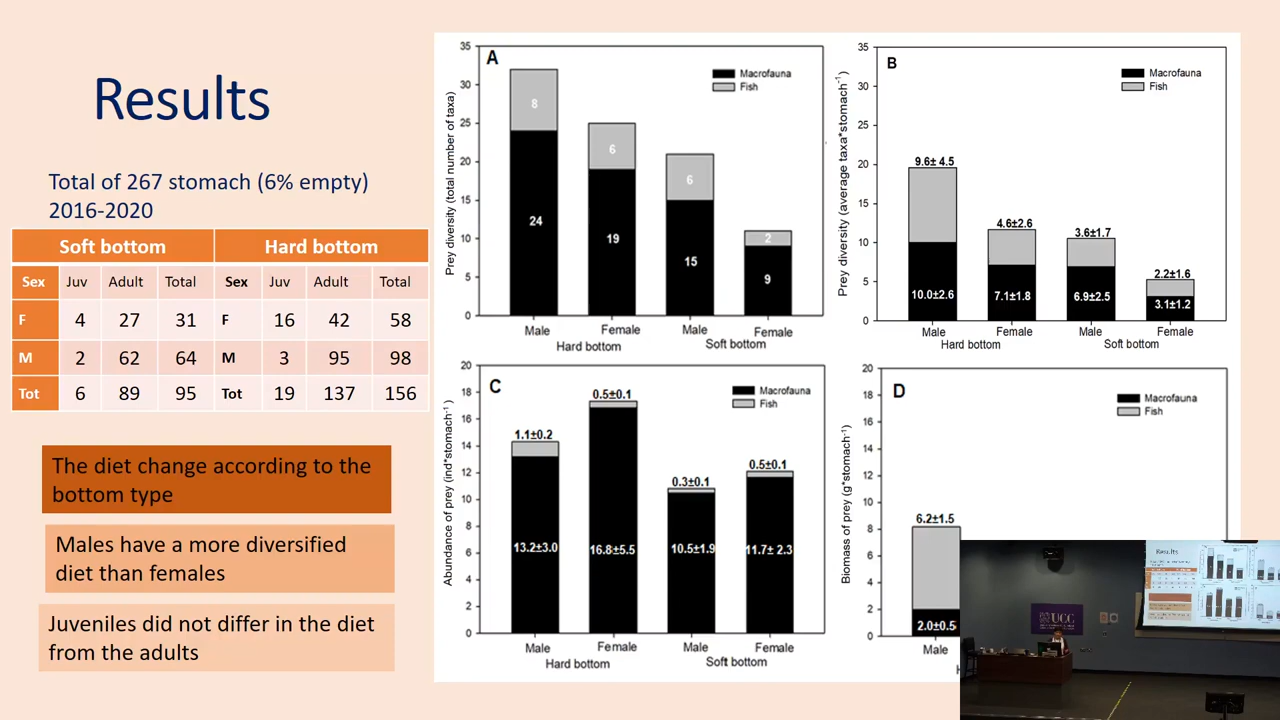 Results
Total of 267 stomach (6% empty)
2016-2020
Soft bottom Hard bottom
Sex Juv Adult Total Sex Juv Adult Total
F 4 27 31 F 16 42 58
M 2 62 64 M 3 95 98
Tot 6 89 95 Tot 19 137 156
The diet change according to the
bottom type
Males have a more diversified
diet than females
Juveniles did not differ in the diet
from the adults
A
Prey diversity (total number of taxa)
35
30
25
20
15
10
5
0
Macrofauna
Fish
8
24
6
19
6
15
2
9
Male Female Male Female
Hard bottom Soft bottom
B
Prey diversity (average taxa*stomach-1)
35
30
25
20
15
10
5
0
Macrofauna
Fish
9.6± 4.5
10.0±2.6
4.6±2.6
7.1±1.8
3.6±1.7
6.9±2.5
2.2±1.6
3.1±1.2
Male Female Male Female
Hard bottom Soft bottom
C
Abundance of prey (ind*stomach-1)
20
18
16
14
12
10
8
6
4
2
0
Macrofauna
Fish
1.1±0.2
13.2±3.0
0.5±0.1
16.8±5.5
0.3±0.1
10.5±1.9
0.5±0.1
11.7± 2.3
Male Female Male Female
Hard bottom Soft bottom
D
Biomass of prey (g*stomach-1)
20
18
16
14
12
10
8
6
4
2
0
Macrofauna
Fish
6.2±1.5
2.0±0.5
Male
Results
UCC